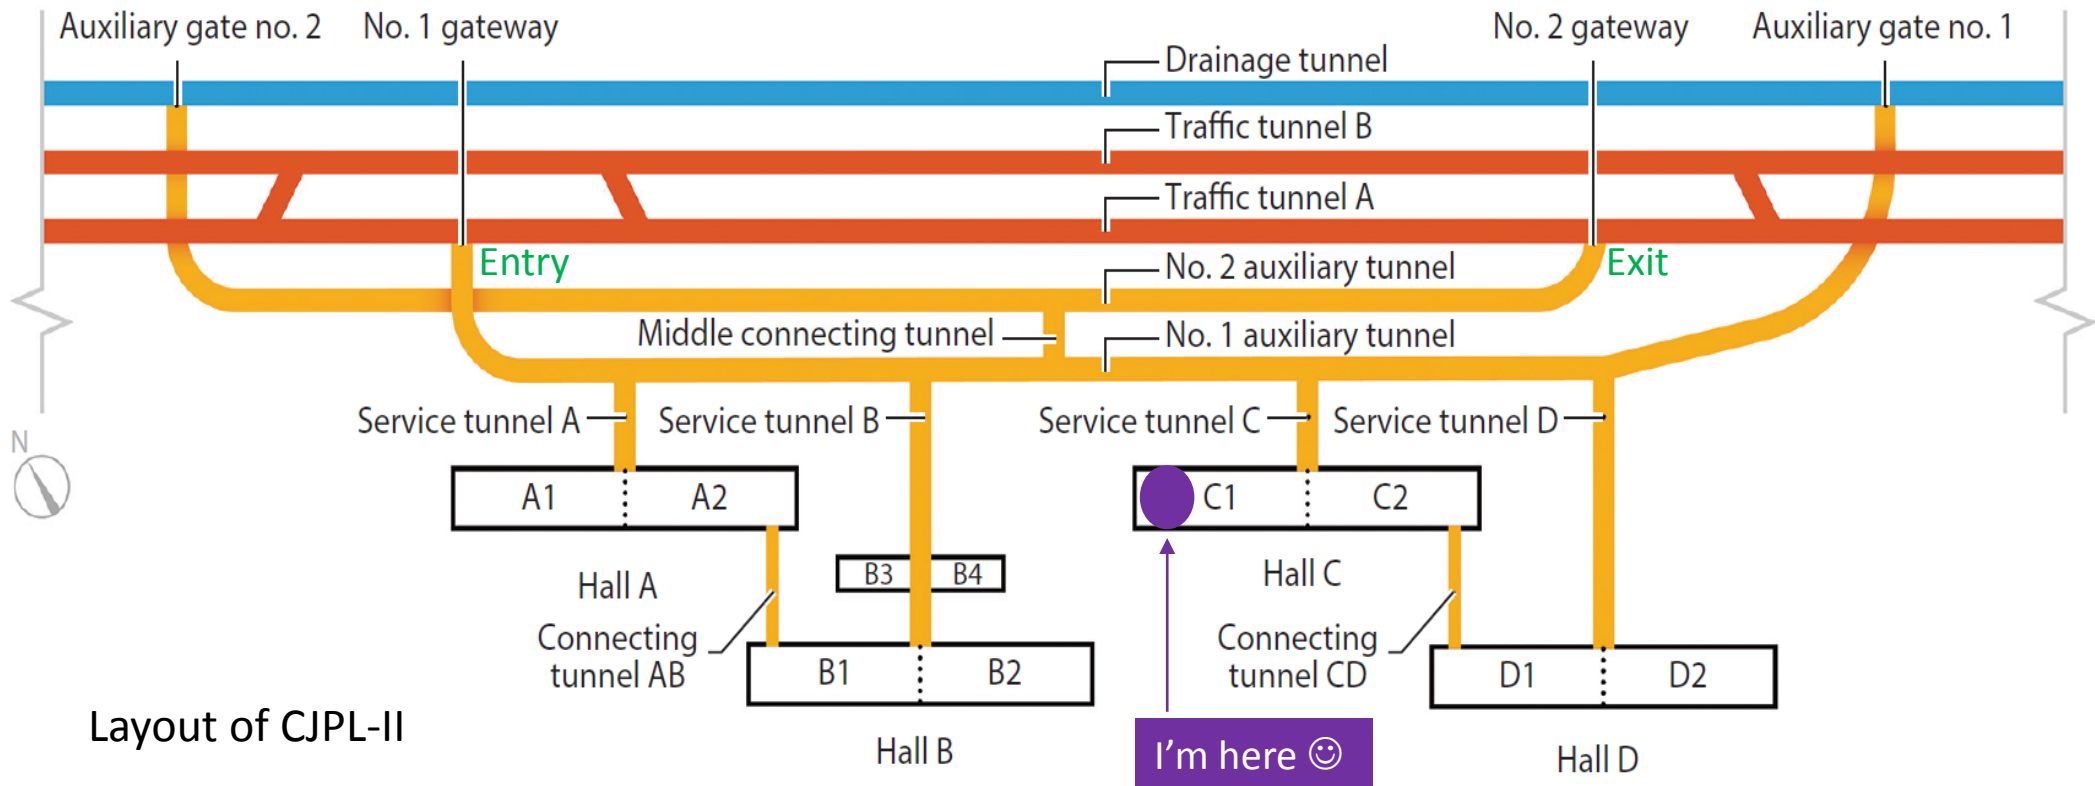 Auxiliary gate no. 2
No. 1 gateway
No. 2 gateway
Auxiliary gate no. 1
Drainage tunnel
Traffic tunnel B
Traffic tunnel A
Entry
Exit
No. 2 auxiliary tunnel
Middle connecting tunnel
No. 1 auxiliary tunnel
Service tunnel A
Service tunnel B
Service tunnel C
Service tunnel D
N
A1
A2
C1
C2
B3
B4
Hall A
Hall C
Connecting
tunnel AB
Connecting
tunnel CD
B1
B2
D1
D2
Layout of CJPL-II
Hall B
I'm here ☺
Hall D